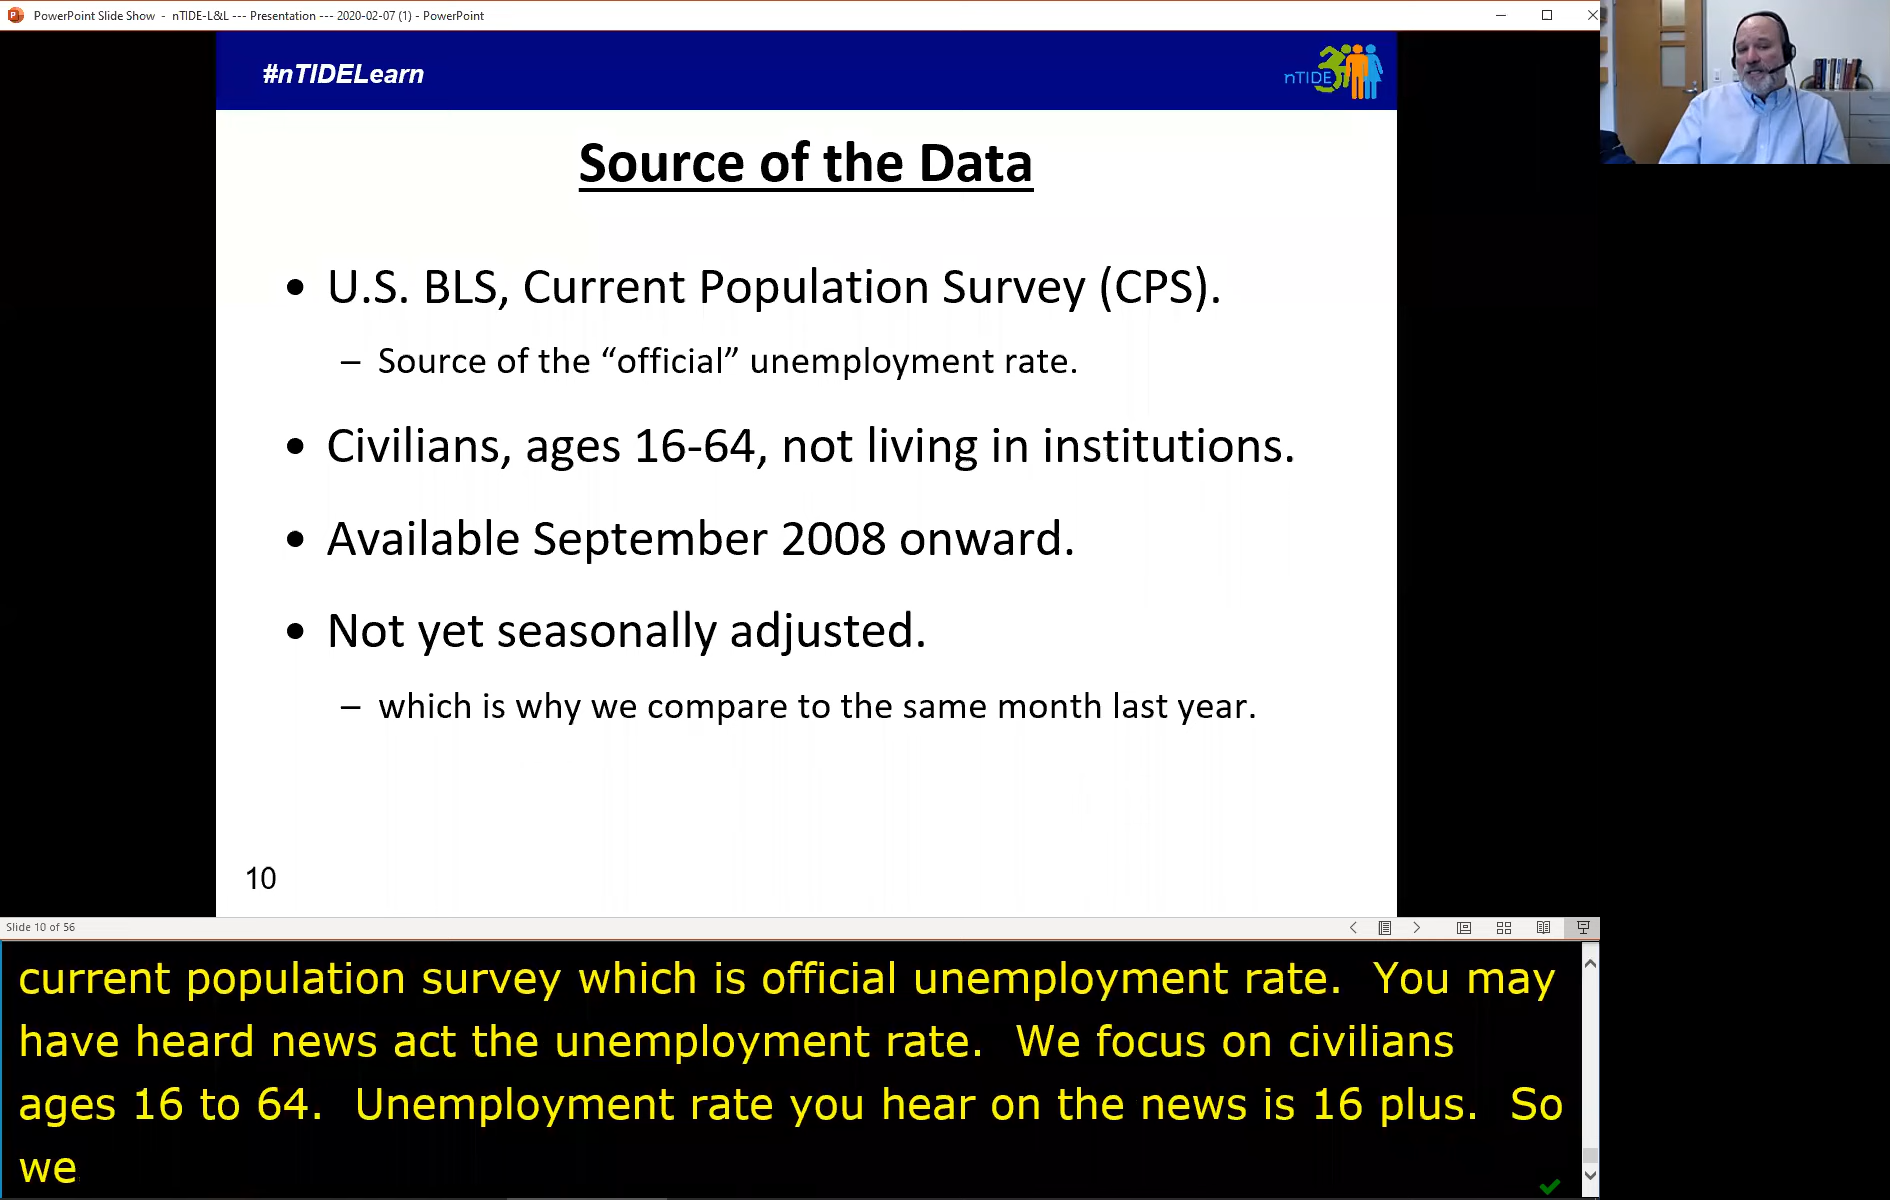 PowerPoint Slide Show - nTIDE-L&L --- Presentation --- 2020-02-07 (1) - PowerPoint
#nTIDELearn
nTIDE
Source of the Data
• U.S. BLS, Current Population Survey (CPS).
– Source of the “official” unemployment rate.
• Civilians, ages 16-64, not living in institutions.
• Available September 2008 onward.
• Not yet seasonally adjusted.
– which is why we compare to the same month last year.
10
Slide 10 of 56
current population survey which is official unemployment rate. You may
have heard news act the unemployment rate. We focus on civilians
ages 16 to 64. Unemployment rate you hear on the news is 16 plus. So
we